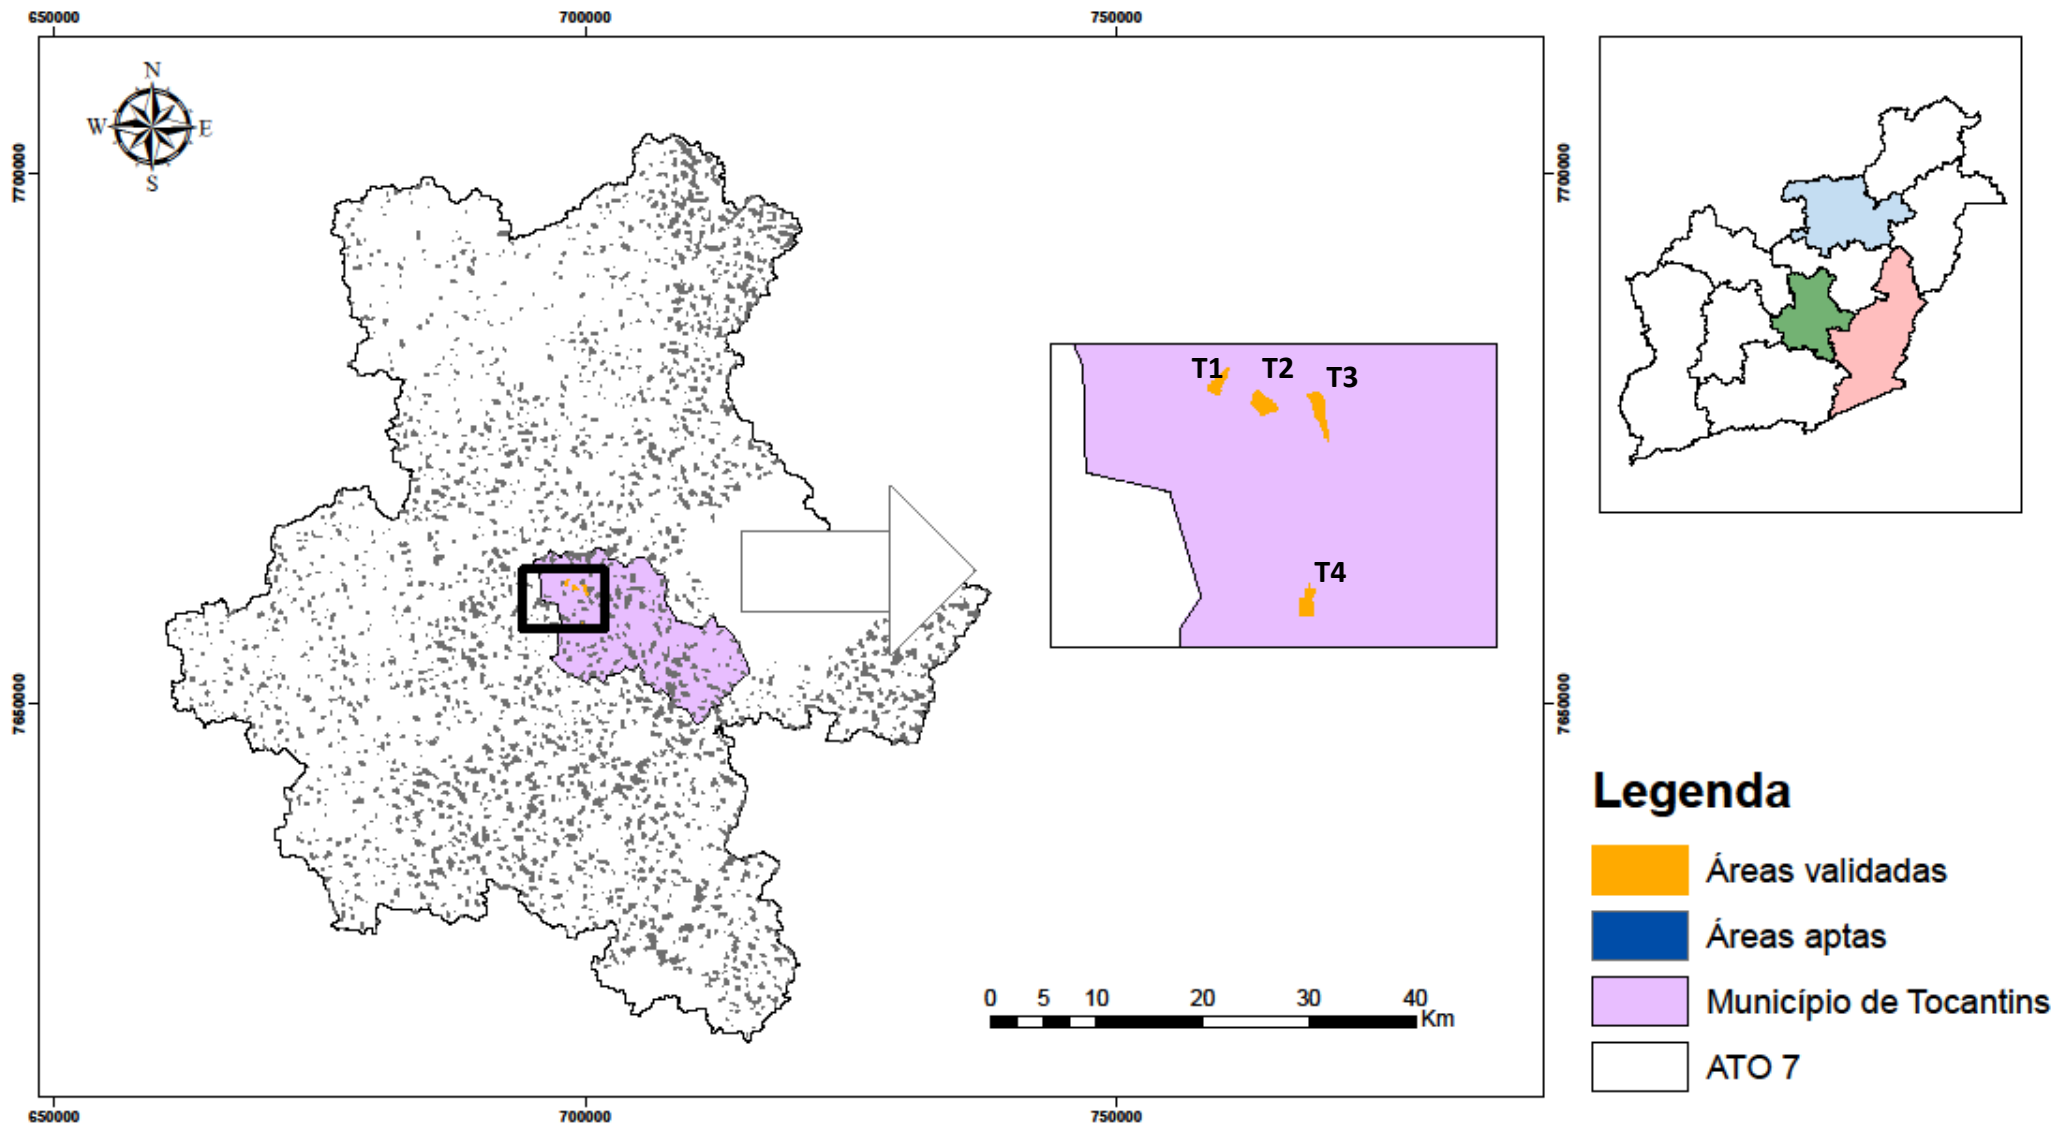 650000 700000 750000
N
W E
S
7700000 7700000
T1 T2 T3
T4
7650000 7650000
Legenda
Áreas validadas
Áreas aptas
Município de Tocantins
ATO 7
0 5 10 20 30 40
Km
650000 700000 750000